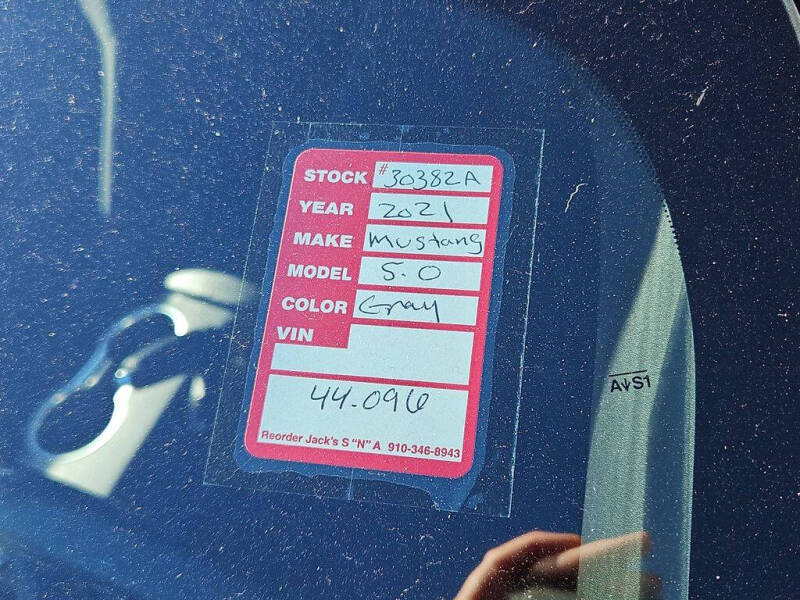 STOCK #30382A
YEAR 2021
MAKE Mustang
MODEL 5.0
COLOR Gray
VIN
44.096
Reorder Jack's S "N" A 910-346-8943
A↓S1